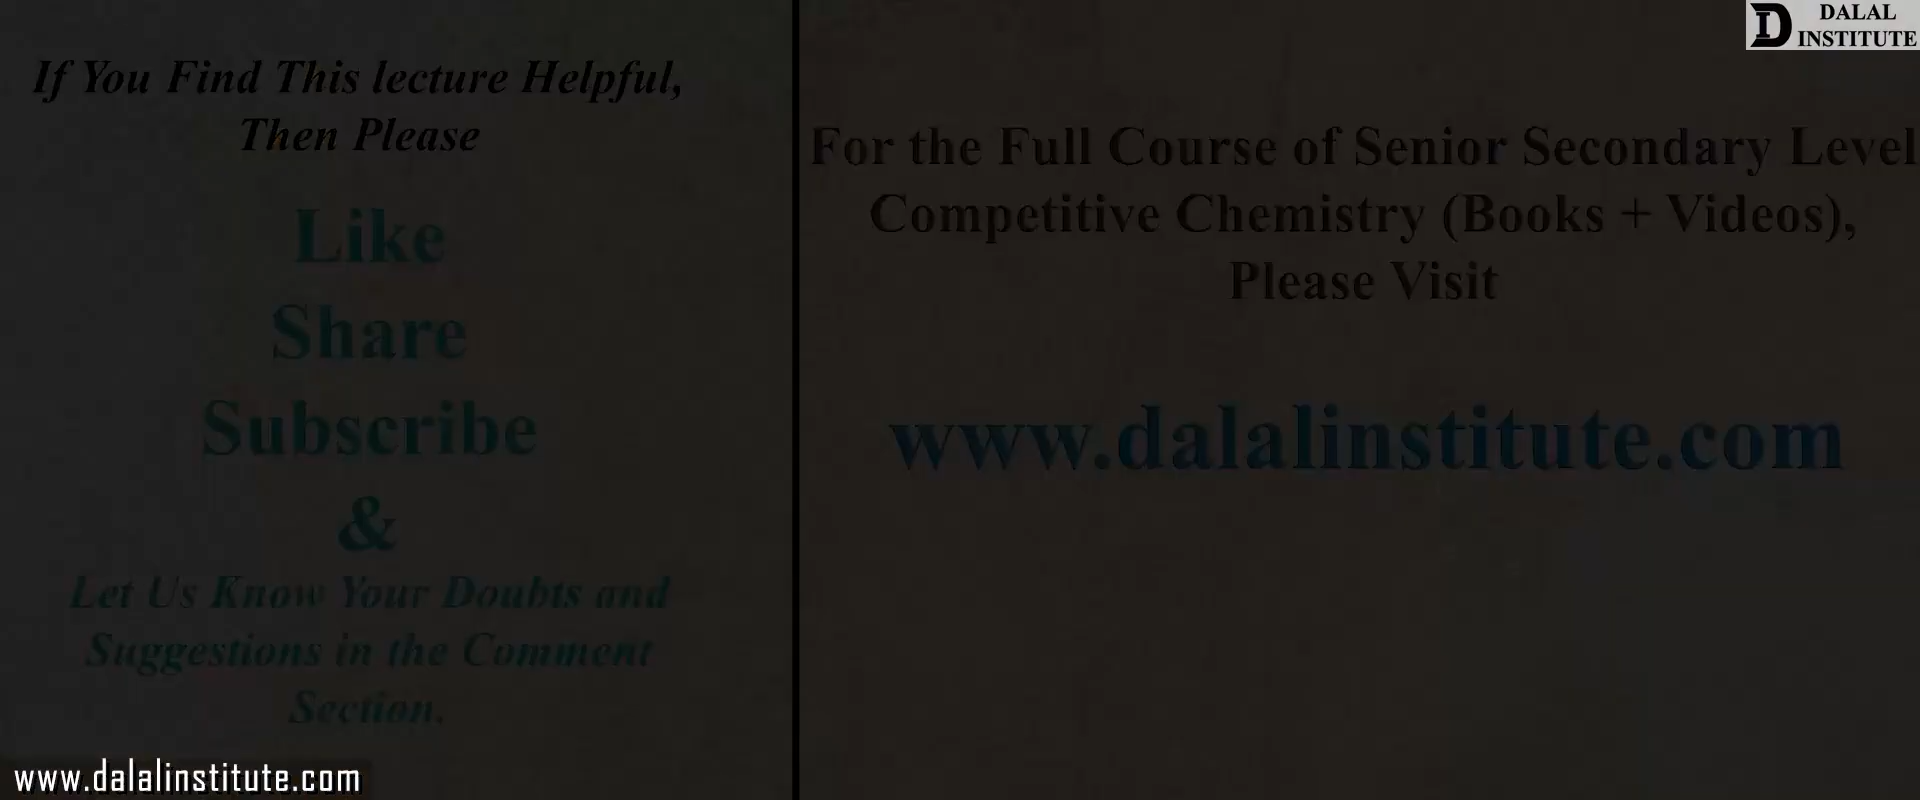 DALAL
INSTITUTE
If You Find This lecture Helpful,
Then Please
Like
Share
Subscribe
&
Let Us Know Your Doubts and
Suggestions in the Comment
Section.
For the Full Course of Senior Secondary Level
Competitive Chemistry (Books + Videos),
Please Visit
www.dalalinstitute.com
www.dalalinstitute.com